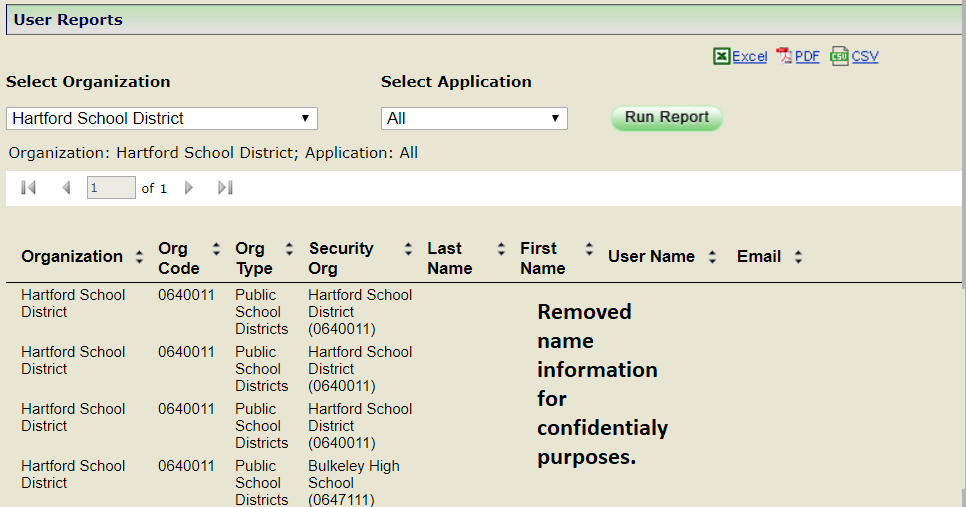 User Reports
Excel PDF CSV
Select Organization Select Application
Hartford School District All Run Report
Organization: Hartford School District; Application: All
1 of 1
Organization Org Code Org Type Security Org Last Name First Name User Name Email
Hartford School 0640011 Public Hartford School
District School District
Districts (0640011)
Hartford School 0640011 Public Hartford School
District School District
Districts (0640011)
Hartford School 0640011 Public Hartford School
District School District
Districts (0640011)
Hartford School 0640011 Public Bulkeley High
District School School
Districts (0647111)
Removed
name
information
for
confidentialy
purposes.